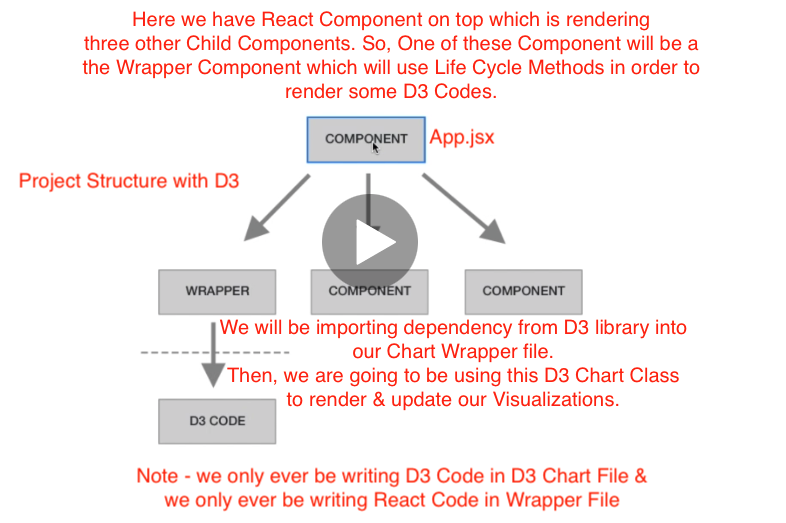 Here we have React Component on top which is rendering
three other Child Components. So, One of these Component will be a
the Wrapper Component which will use Life Cycle Methods in order to
render some D3 Codes.
COMPONENT
App.jsx
Project Structure with D3
WRAPPER
COMPONENT
COMPONENT
We will be importing dependency from D3 library into
our Chart Wrapper file.
Then, we are going to be using this D3 Chart Class
to render & update our Visualizations.
D3 CODE
Note - we only ever be writing D3 Code in D3 Chart File &
we only ever be writing React Code in Wrapper File